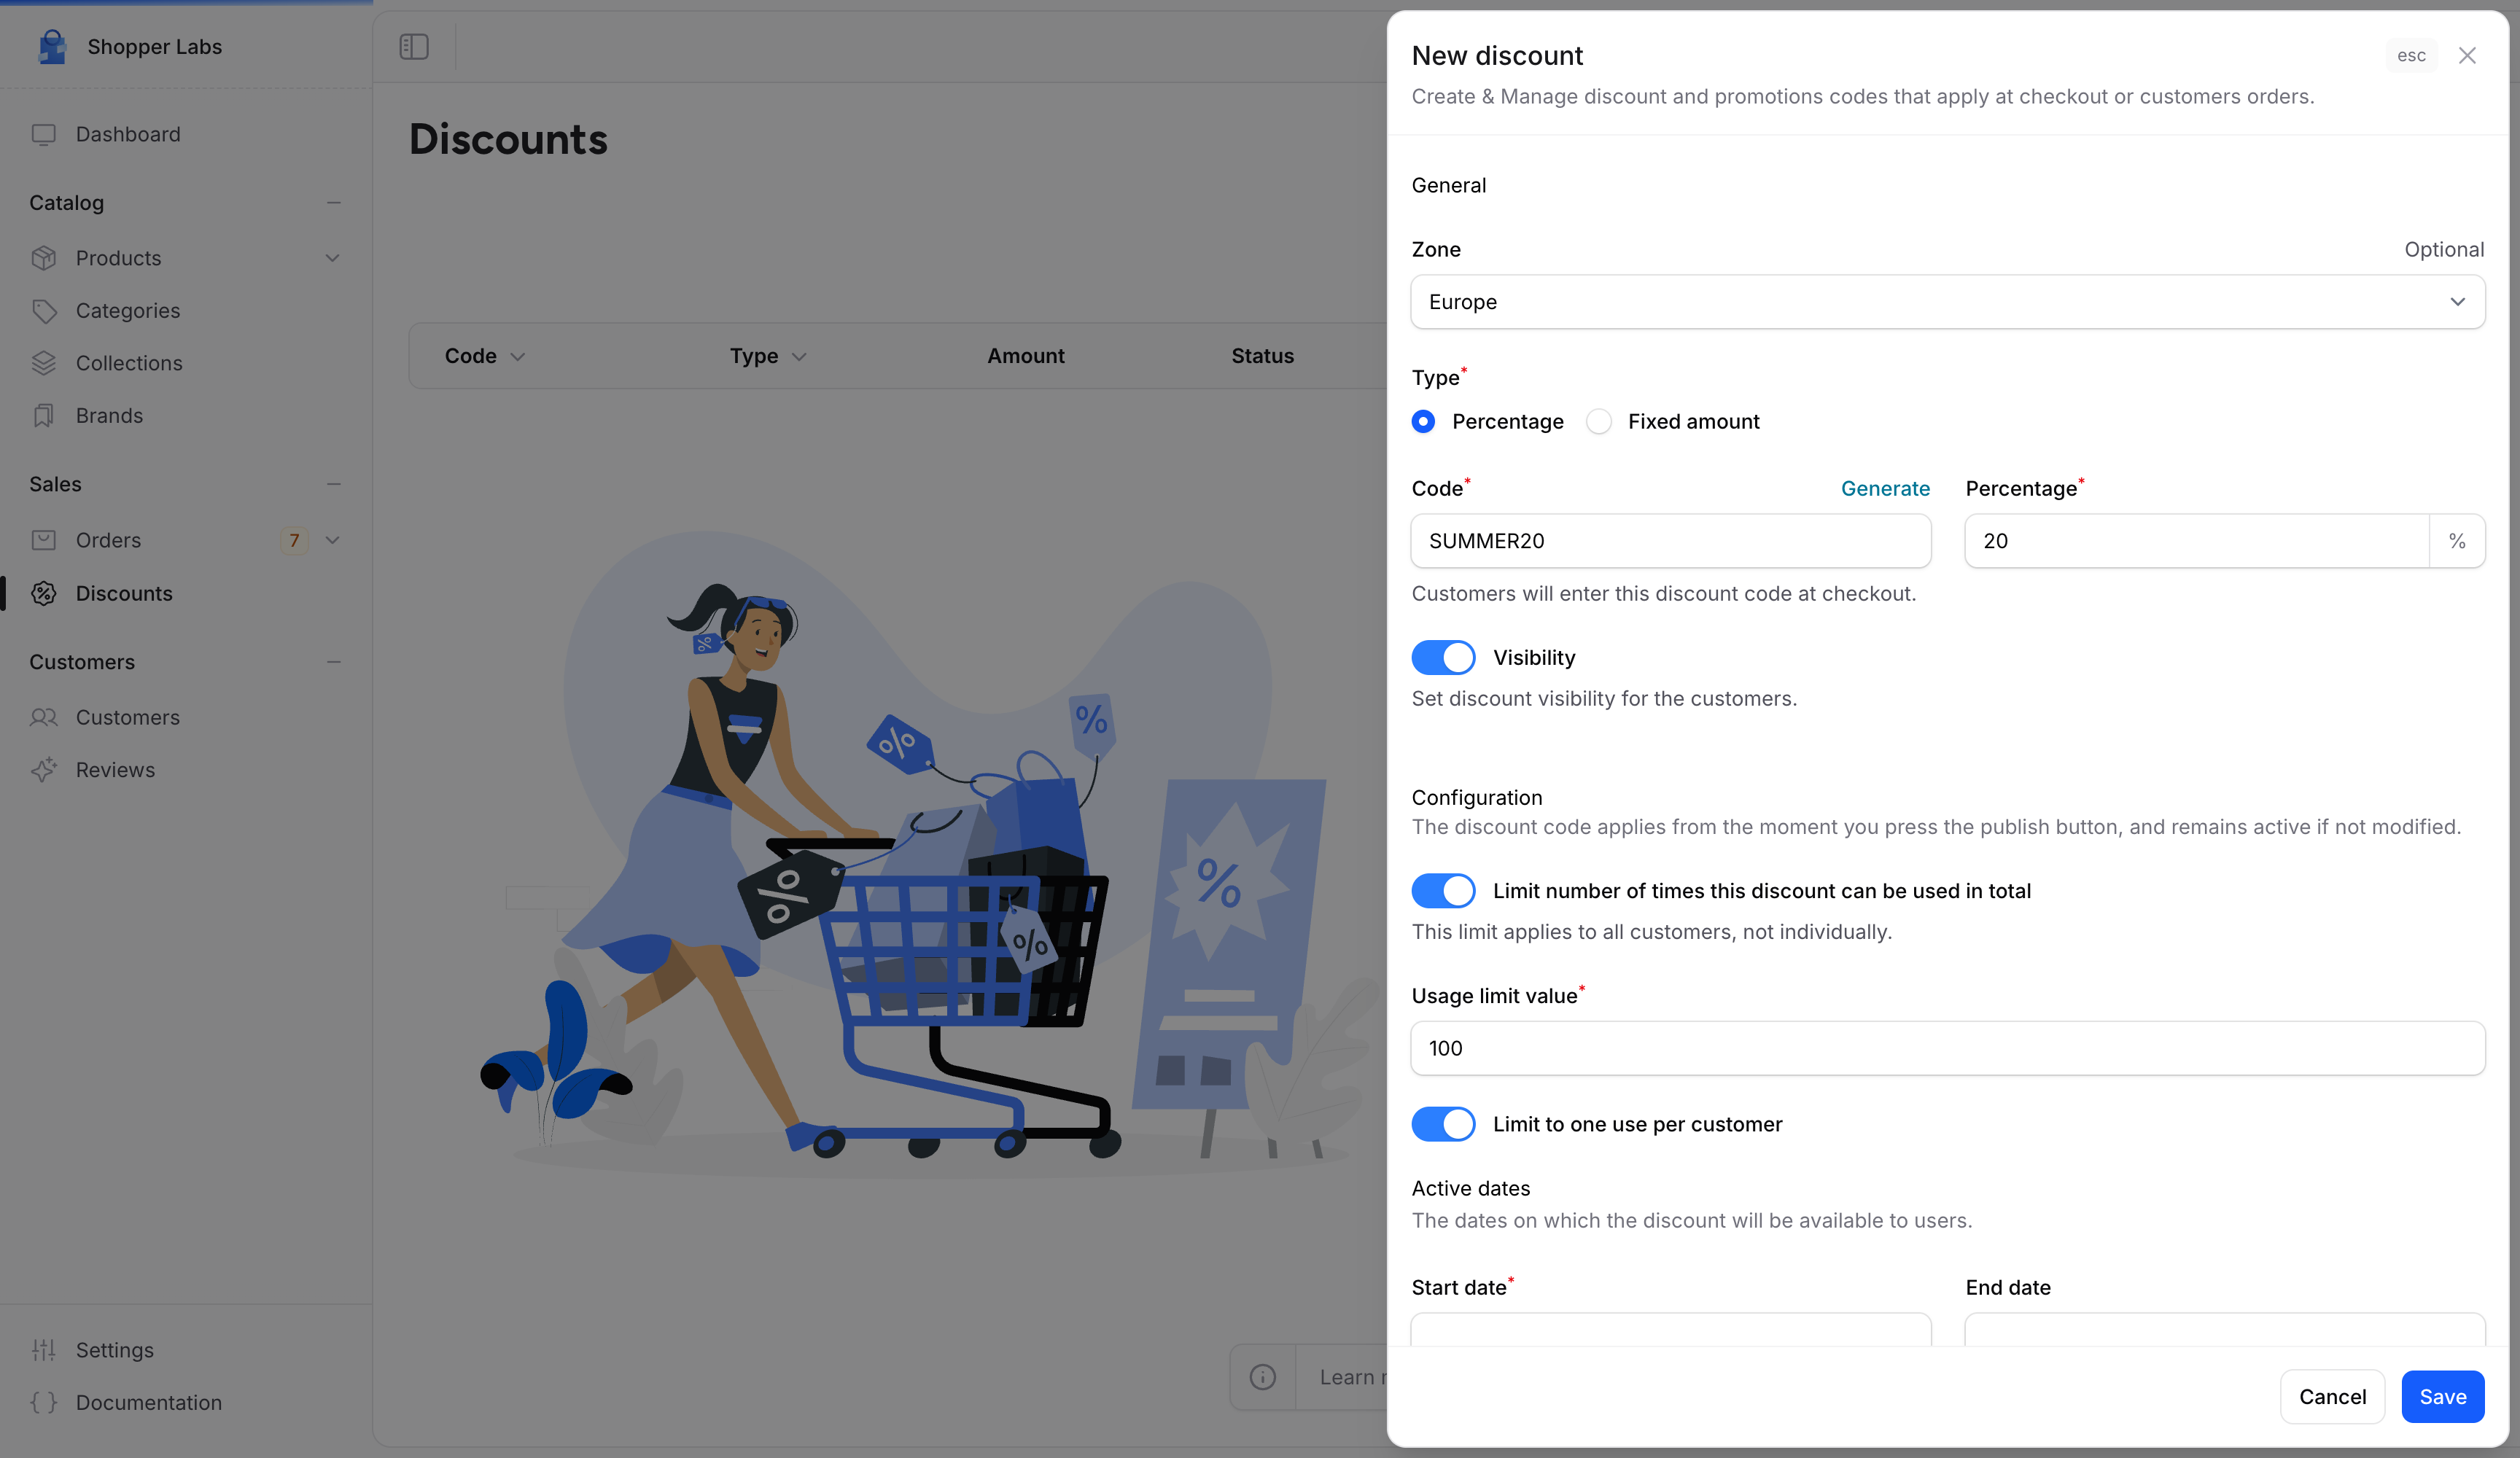 Shopper Labs
Dashboard
Catalog
Products
Categories
Collections
Brands
Sales
Orders 7
Discounts
Customers
Customers
Reviews
Settings
Documentation
Discounts
Code Type Amount Status
%
%
%
%
%
%
Learn
New discount esc
Create & Manage discount and promotions codes that apply at checkout or customers orders.
General
Zone Optional
Europe
Type*
Percentage Fixed amount
Code* Generate Percentage*
SUMMER20 20 %
Customers will enter this discount code at checkout.
Visibility
Set discount visibility for the customers.
Configuration
The discount code applies from the moment you press the publish button, and remains active if not modified.
Limit number of times this discount can be used in total
This limit applies to all customers, not individually.
Usage limit value*
100
Limit to one use per customer
Active dates
The dates on which the discount will be available to users.
Start date* End date
Cancel Save